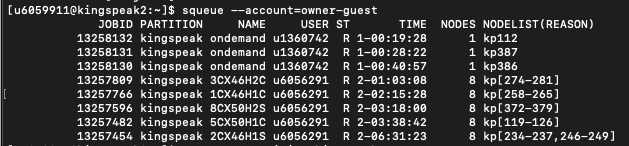 [u6059911@kingspeak2:~]$ squeue --account=owner-guest
JOBID PARTITION NAME USER ST TIME NODES NODELIST(REASON)
13258132 kingspeak ondemand u1360742 R 1-00:19:28 1 kp112
13258131 kingspeak ondemand u1360742 R 1-00:28:22 1 kp387
13258130 kingspeak ondemand u1360742 R 1-00:40:57 1 kp386
13257809 kingspeak 3CX46H2C u6056291 R 2-01:03:08 8 kp[274-281]
13257766 kingspeak 1CX46H1C u6056291 R 2-02:15:28 8 kp[258-265]
13257596 kingspeak 8CX50H2S u6056291 R 2-03:18:00 8 kp[372-379]
13257482 kingspeak 5CX50H1C u6056291 R 2-03:38:42 8 kp[119-126]
13257454 kingspeak 2CX46H1S u6056291 R 2-06:31:23 8 kp[234-237,246-249]